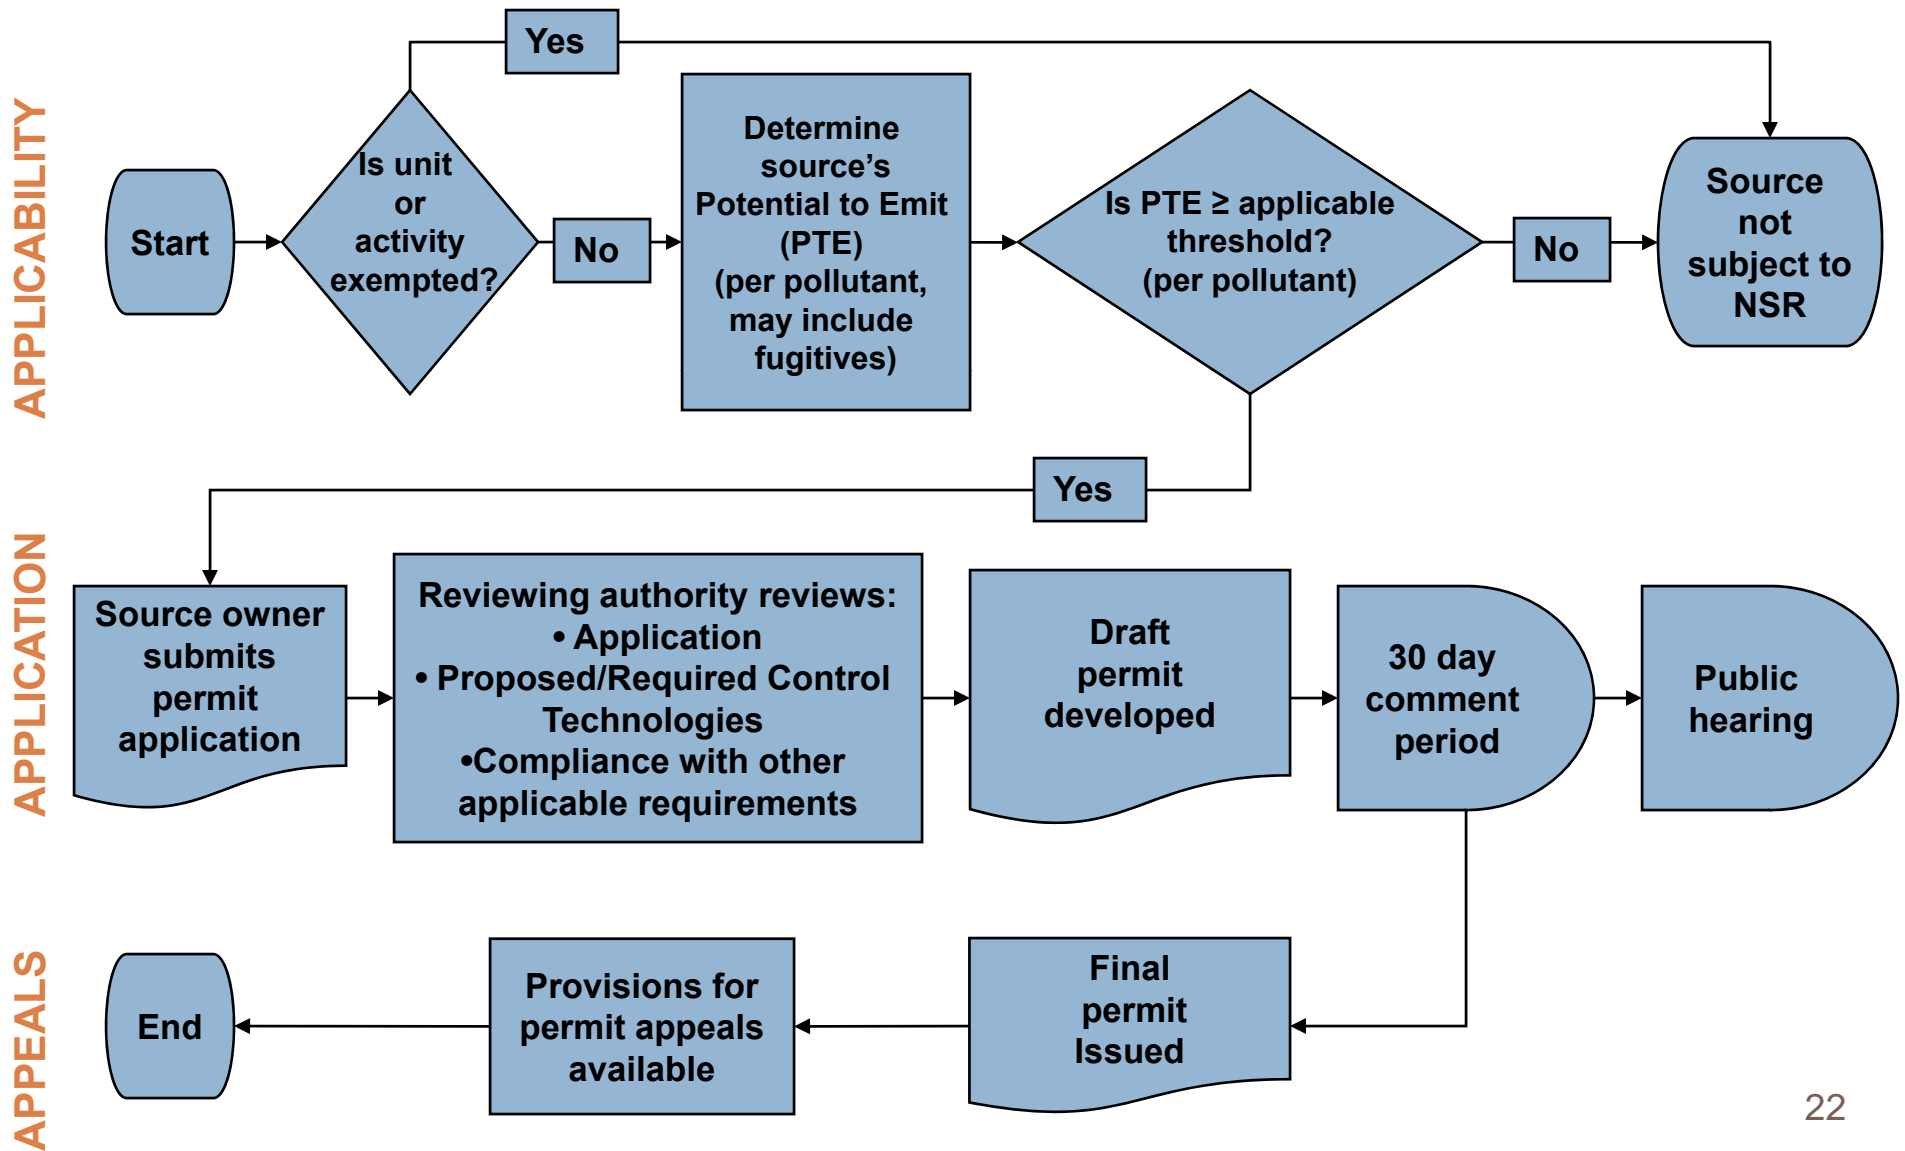 APPLICABILITY
Yes
Start
Is unit
or
activity
exempted?
No
Determine
source’s
Potential to Emit
(PTE)
(per pollutant,
may include
fugitives)
Is PTE ≥ applicable
threshold?
(per pollutant)
No
Source
not
subject to
NSR
Yes
APPLICATION
Source owner
submits
permit
application
Reviewing authority reviews:
• Application
• Proposed/Required Control
Technologies
•Compliance with other
applicable requirements
Draft
permit
developed
30 day
comment
period
Public
hearing
APPEALS
End
Provisions for
permit appeals
available
Final
permit
Issued
22